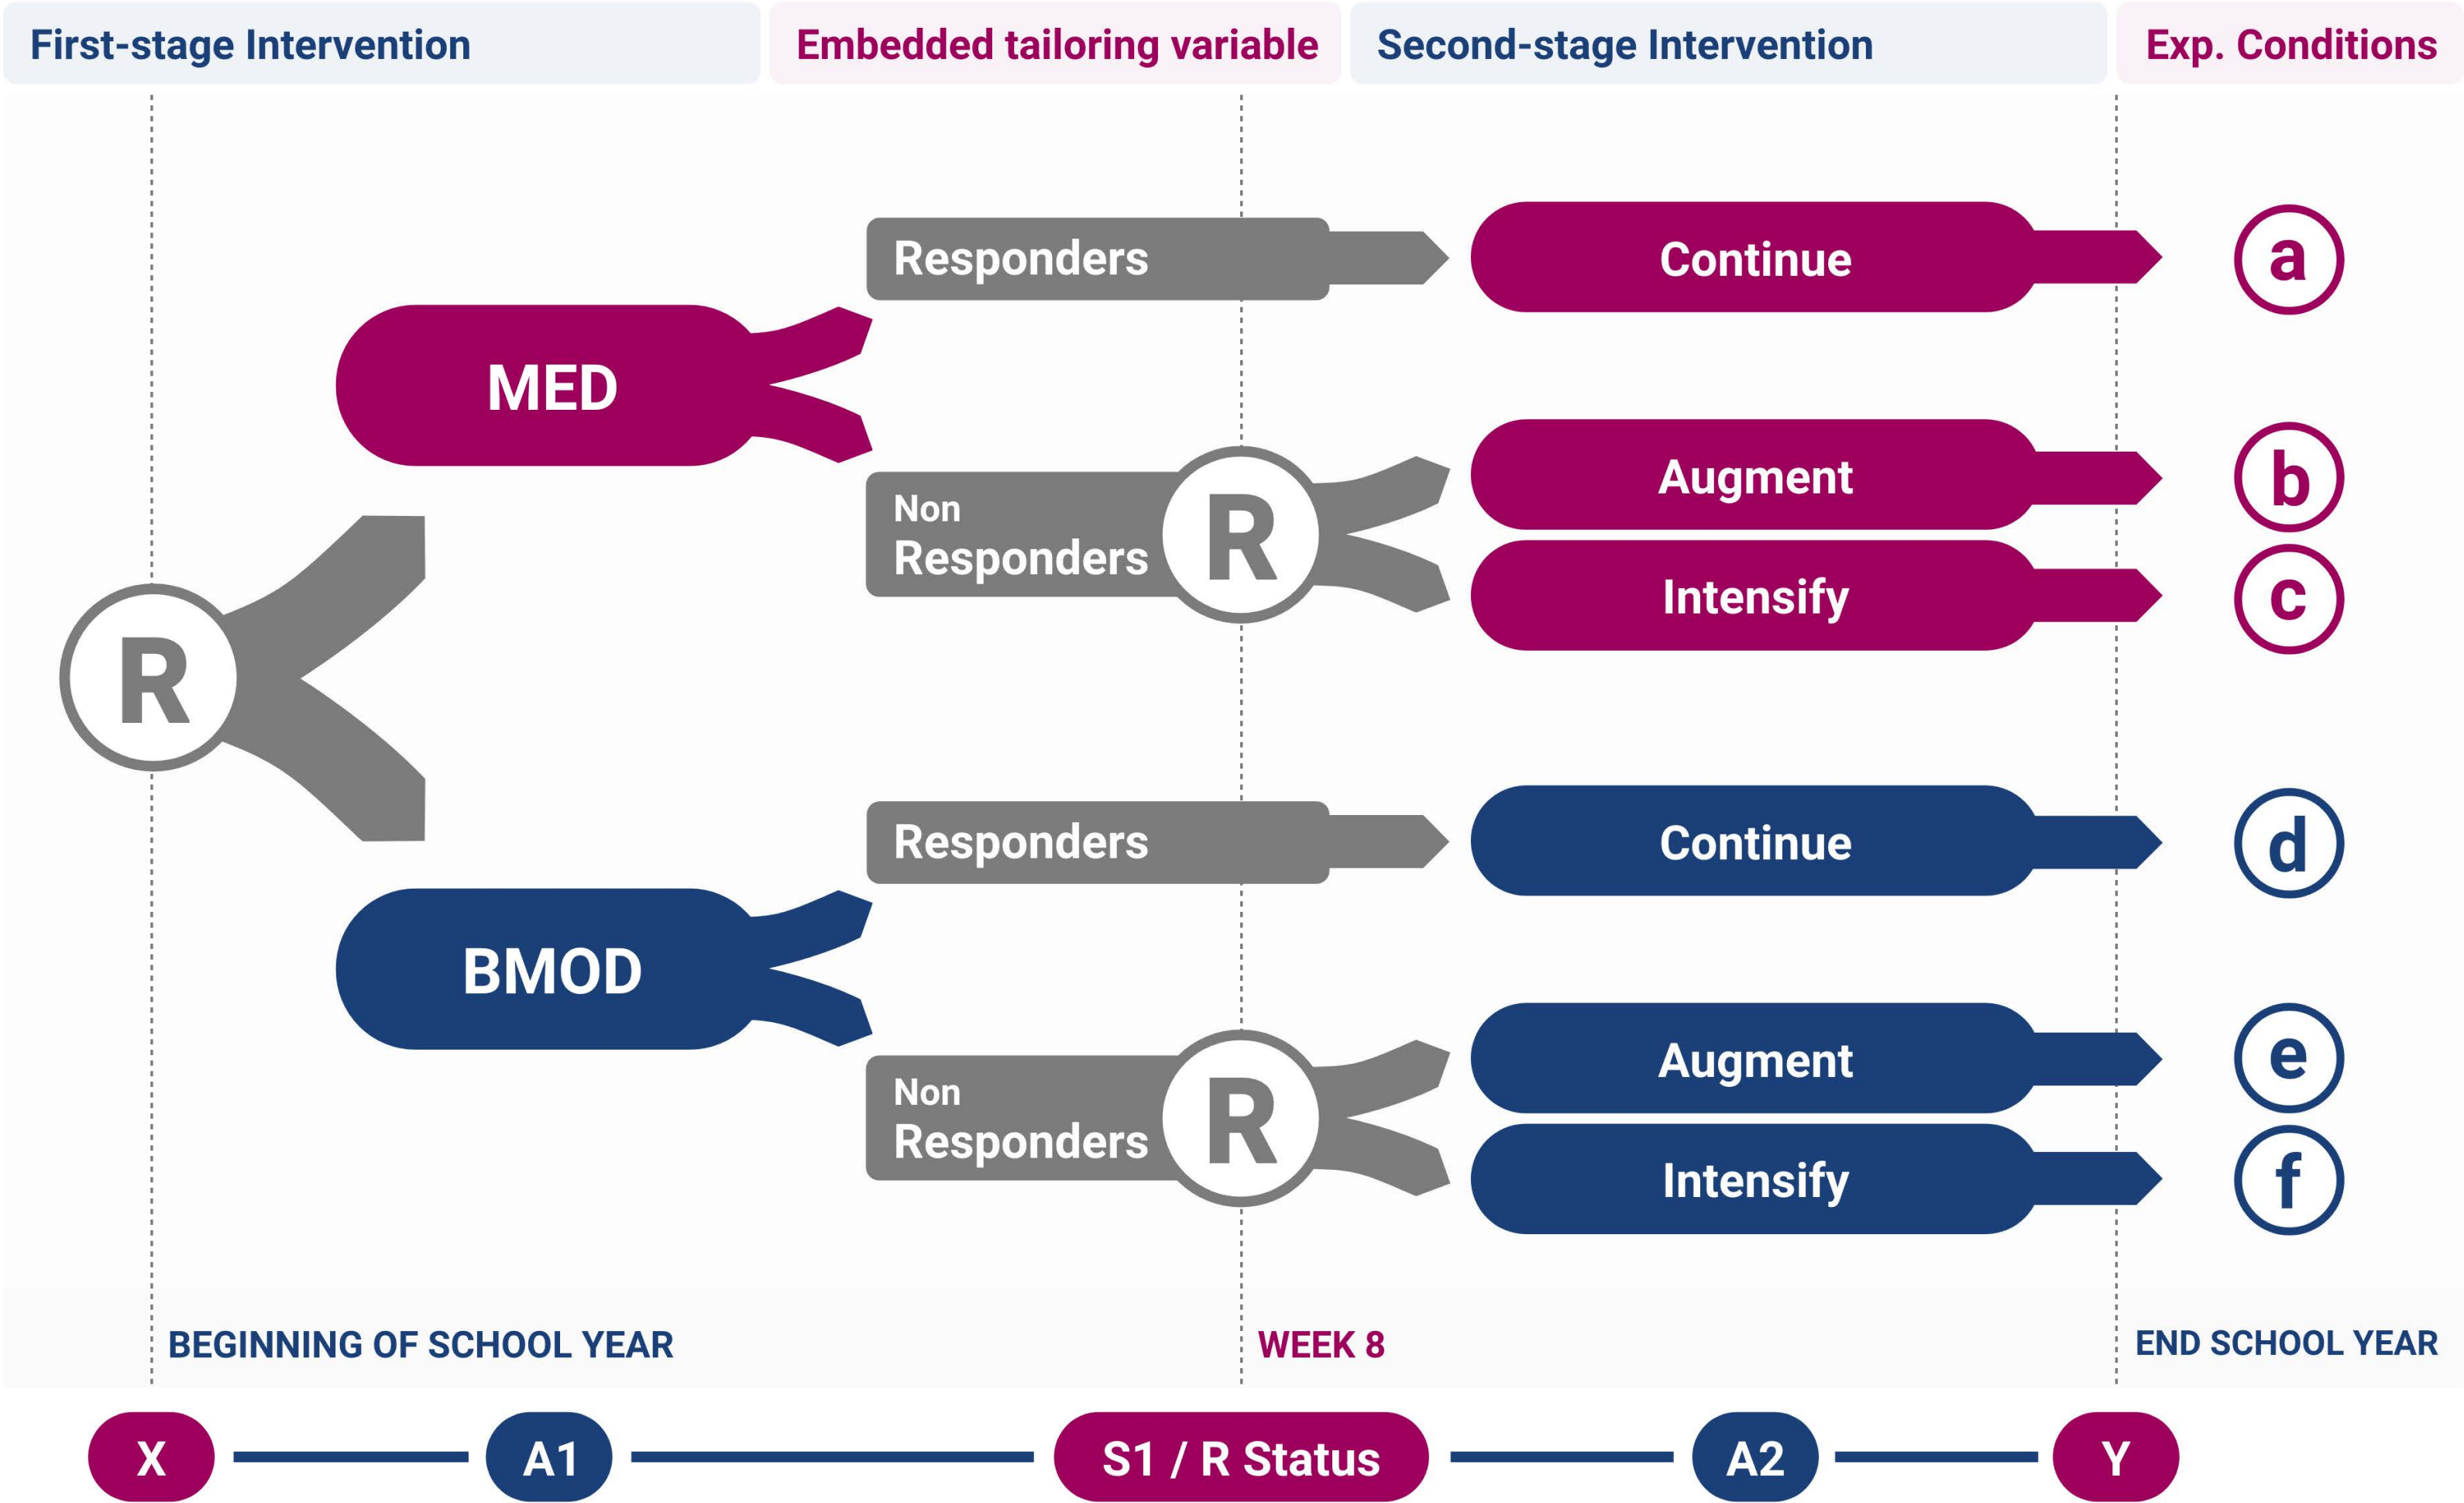 First-stage Intervention
Embedded tailoring variable
Second-stage Intervention
Exp. Conditions
R
MED
Responders
Continue
a
Non
Responders
R
Augment
b
Intensify
c
BMOD
Responders
Continue
d
Non
Responders
R
Augment
e
Intensify
f
BEGINNING OF SCHOOL YEAR
WEEK 8
END SCHOOL YEAR
X
A1
S1 / R Status
A2
Y